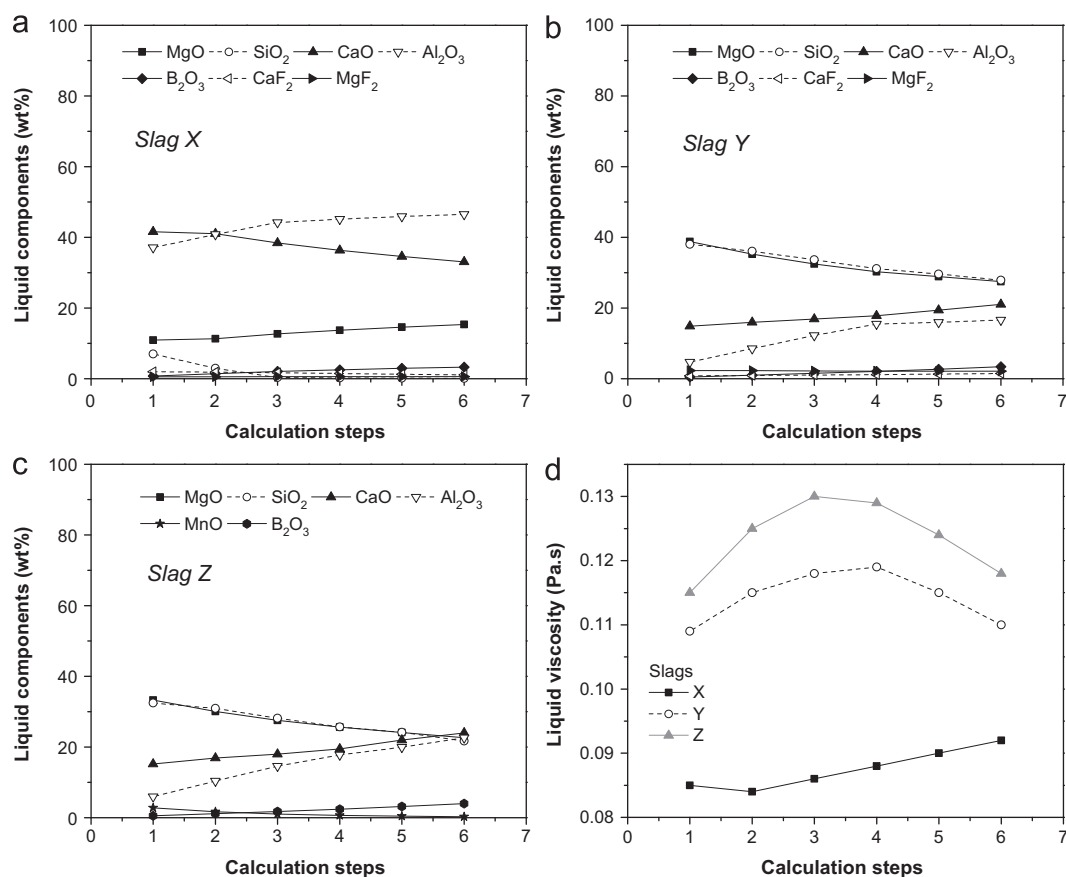 a
100
80
60
40
20
0
MgO SiO₂ CaO Al₂O₃
B₂O₃ CaF₂ MgF₂
Slag X
Liquid components (wt%)
0 1 2 3 4 5 6 7
Calculation steps
b
100
80
60
40
20
0
MgO SiO₂ CaO Al₂O₃
B₂O₃ CaF₂ MgF₂
Slag Y
Liquid components (wt%)
0 1 2 3 4 5 6 7
Calculation steps
c
100
80
60
40
20
0
MgO SiO₂ CaO Al₂O₃
MnO B₂O₃
Slag Z
Liquid components (wt%)
0 1 2 3 4 5 6 7
Calculation steps
d
0.13
0.12
0.11
0.10
0.09
0.08
Slags
X
Y
Z
Liquid viscosity (Pa.s)
0 1 2 3 4 5 6 7
Calculation steps